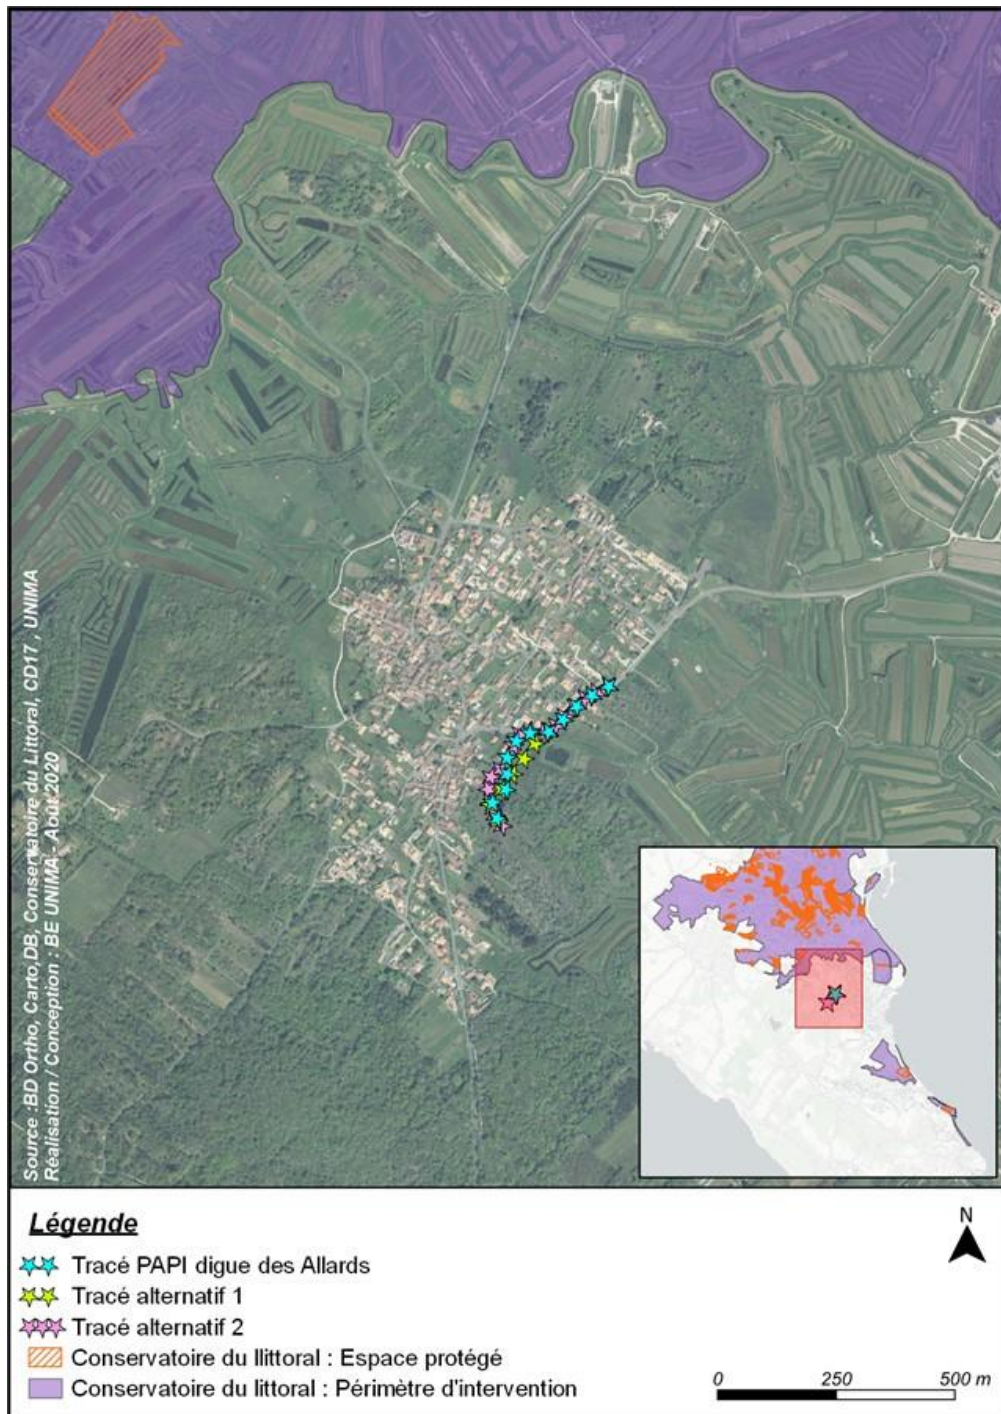 Source :BD Ortho, Carto,DB, Conservatoire du Littoral, CD17 , UNIMA
Réalisation / Conception : BE UNIMA - Août 2020
Légende
N
Tracé PAPI digue des Allards
Tracé alternatif 1
Tracé alternatif 2
Conservatoire du llittoral : Espace protégé
Conservatoire du littoral : Périmètre d'intervention
0 250 500 m